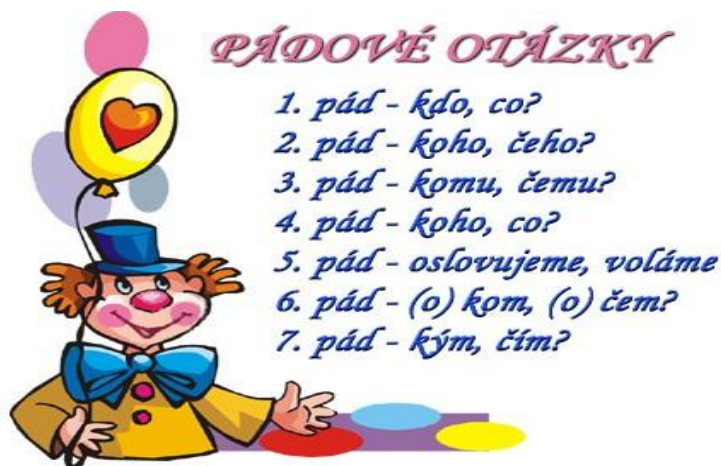 PÁDOVÉ OTÁZKY
1. pád - kdo, co?
2. pád - koho, čeho?
3. pád - komu, čemu?
4. pád - koho, co?
5. pád - oslovujeme, voláme
6. pád - (o) kom, (o) čem?
7. pád - kým, čím?